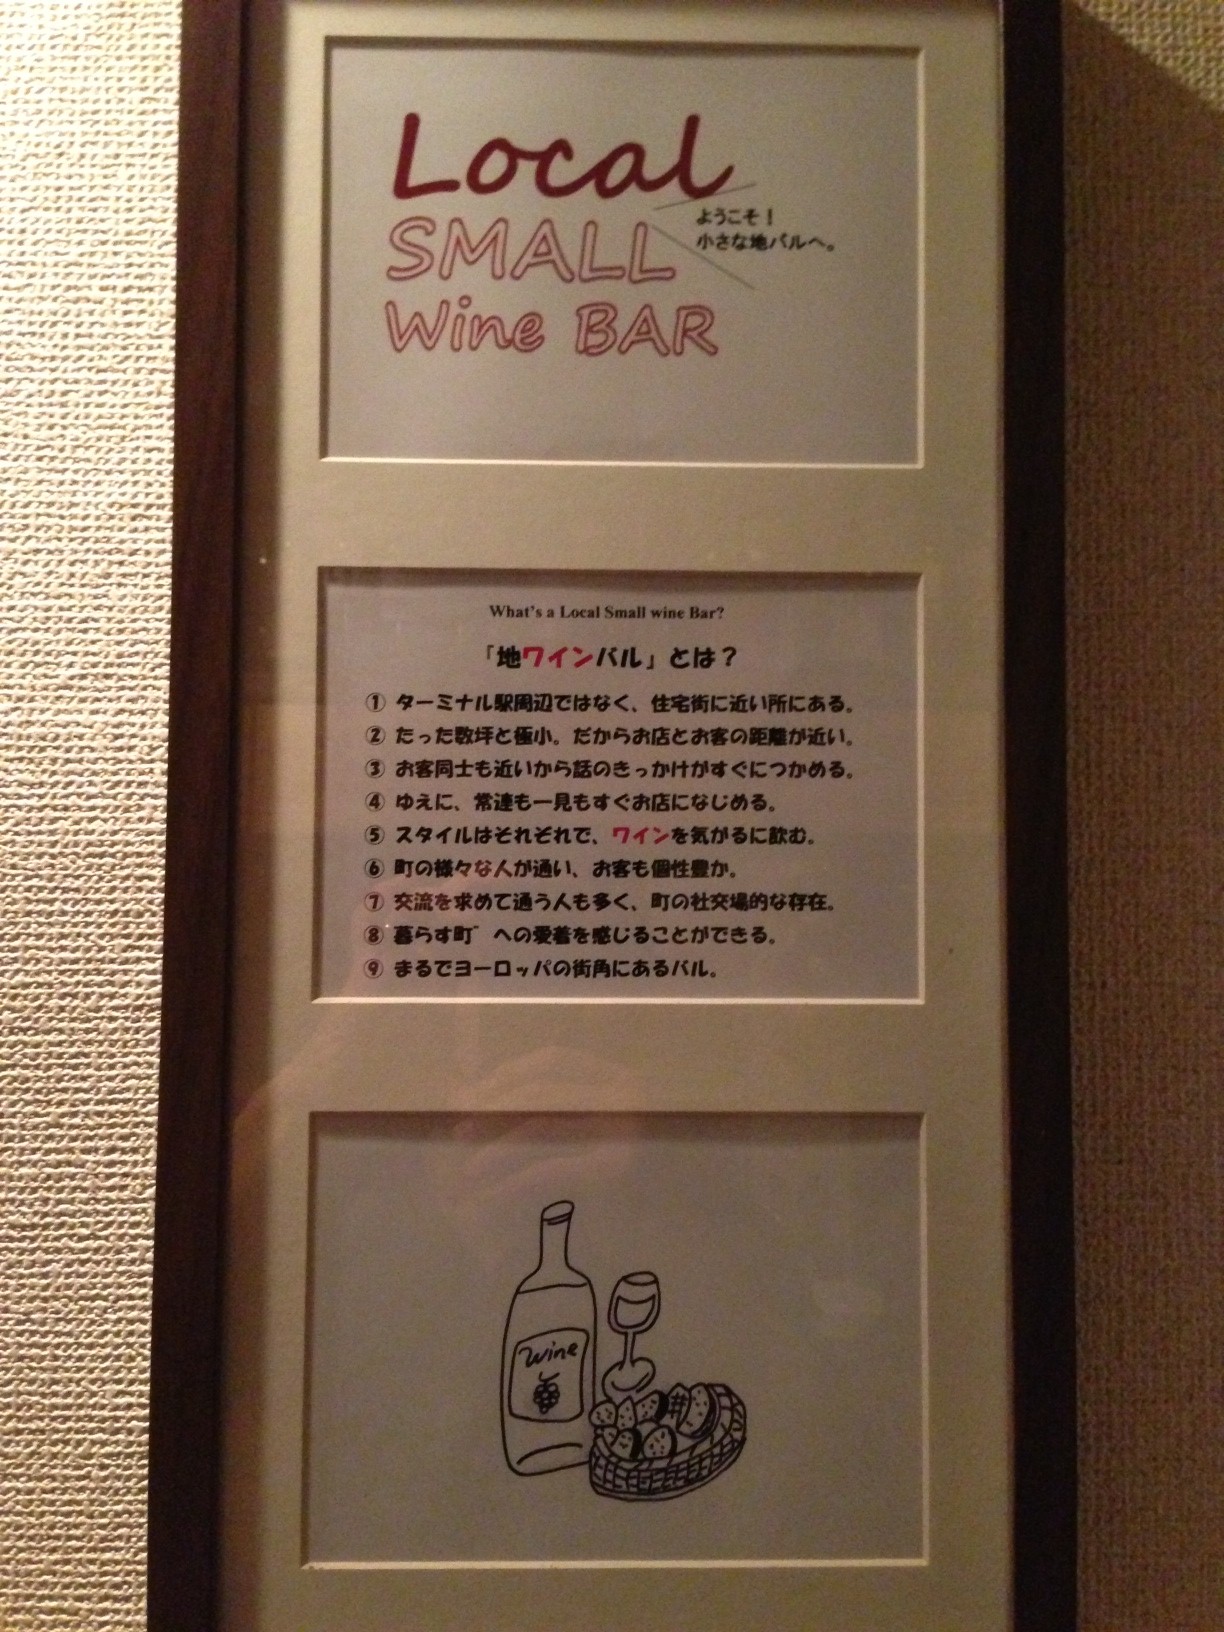 Local
SMALL
Wine BAR
ようこそ！
小さな地バルへ。
What's a Local Small wine Bar?
「地ワインバル」とは？
① ターミナル駅周辺ではなく、住宅街に近い所にある。
② たった数坪と極小。だからお店とお客の距離が近い。
③ お客同士も近いから話のきっかけがすぐにつかめる。
④ ゆえに、常連も一見もすぐお店になじめる。
⑤ スタイルはそれぞれで、ワインを気がるに飲む。
⑥ 町の様々な人が通い、お客も個性豊か。
⑦ 交流を求めて通う人も多く、町の社交場的な存在。
⑧ 暮らす町゛への愛着を感じることができる。
⑨ まるでヨーロッパの街角にあるバル。
wine